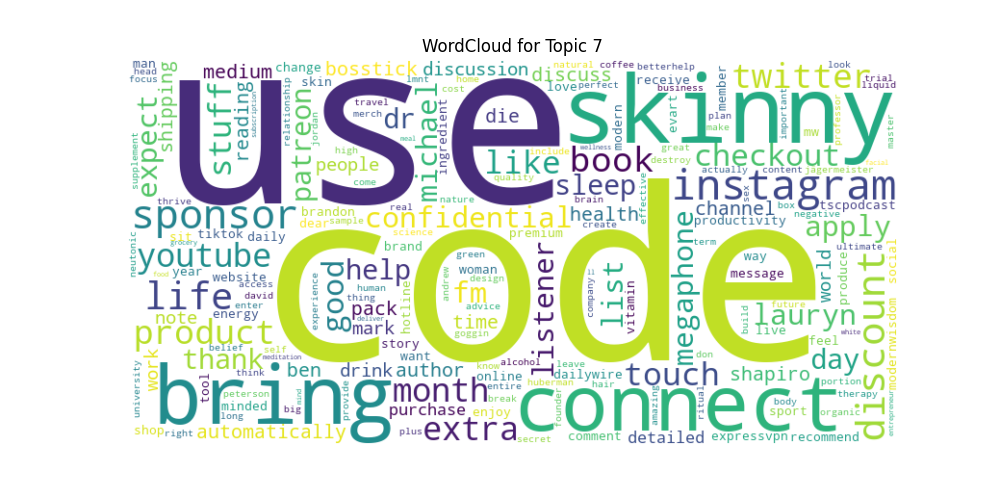 WordCloud for Topic 7
use
code
skinny
bring
connect
instagram
twitter
sponsor
youtube
life
product
thank
month
extra
touch
discount
apply
day
lauryn
megaphone
listener
list
book
sleep
like
checkout
confidential
help
good
fm
time
pack
mark
michael
dr
die
patreon
stuff
reading
expect
shipping
medium
bosstick
discussion
discuss
people
health
channel
productivity
world
way
message
shapiro
detailed
expressvpn
recommend
author
drink
ben
purchase
automatically
work
note
minded
tool
shop
right
enjoy
plus
story
want
online
entire
break
know
secret
alcohol
dailywire
huberman
hair
leave
founder
comment
amazing
ritual
body
sport
organic
therapy
portion
feel
live
build
future
don
term
box
negative
ultimate
produce
social
modernwisdom
entrepreneur
white
company
vitamin
ll
create
brain
effective
quality
premium
include
destroy
great
modern
love
perfect
natural
coffee
betterhelp
business
receive
evart
member
plan
make
important
professor
mw
jagermeister
content
actually
sex
tscpodcast
master
liquid
trial
look
facial
wellness
man
head
focus
change
skin
lmnt
home
cost
travel
merch
meal
jordan
relationship
subscription
supplement
high
come
nature
ingredient
real
sample
brandon
dear
science
brand
thrive
sit
tiktok
daily
neutonic
grocery
year
website
access
david
enter
energy
food
belief
self
think
meditation
peterson
big
long
mind
provide
university
experience
human
thing
deliver
hotline
andrew
green
woman
design
advice
goggin